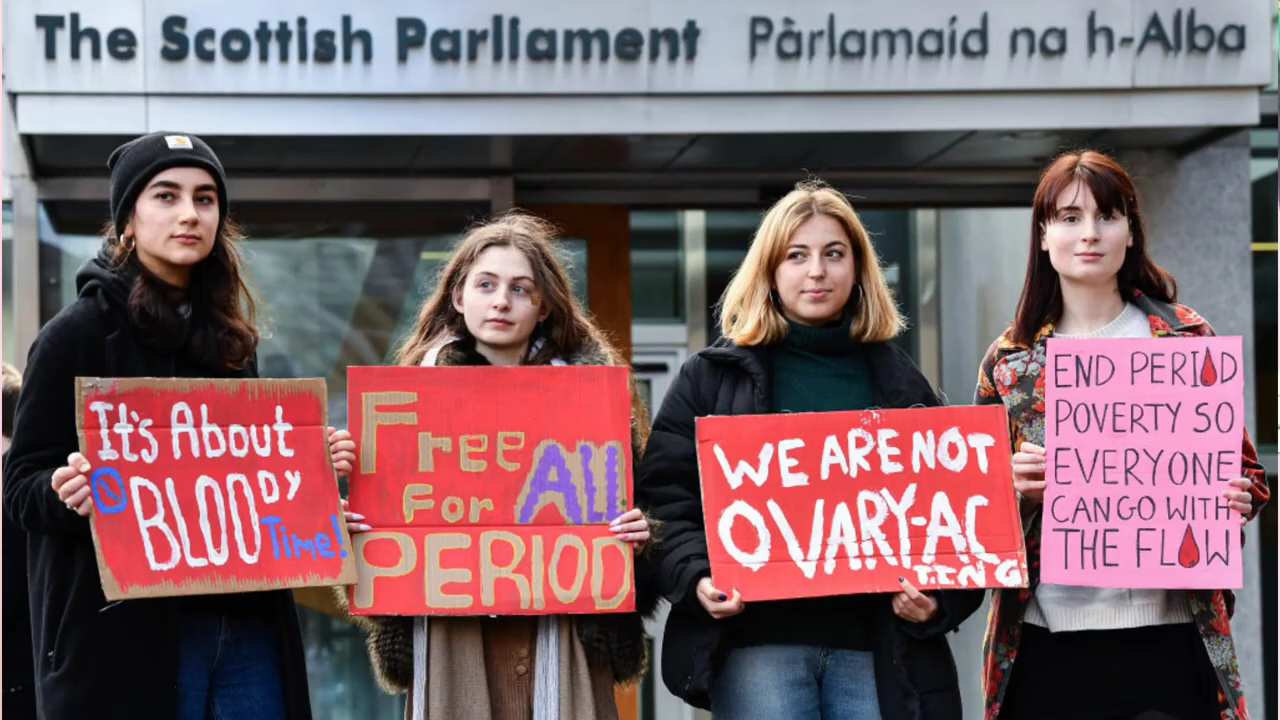 The Scottish Parliament Pàrlamaid na h-Alba
It's About
BLOODY
Time!
Free
For ALL
PERIOD
WE ARE NOT
OVARY-AC
TING
END PERIOD
POVERTY SO
EVERYONE
CAN GO WITH
THE FLOW